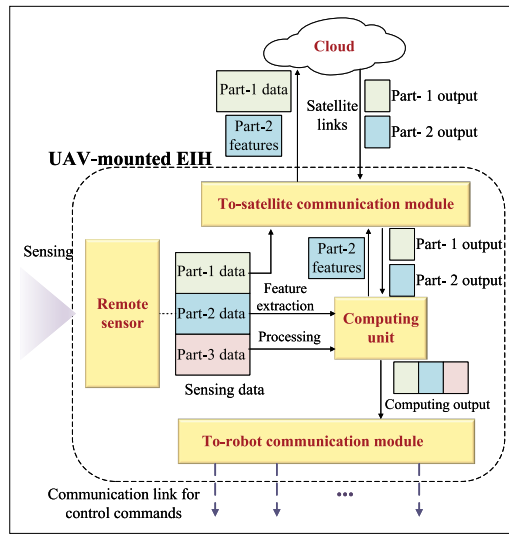 Cloud
Part-1 data
Part-2
features
Satellite
links
Part- 1 output
Part- 2 output
UAV-mounted EIH
To-satellite communication module
Sensing
Remote
sensor
Part-1 data
Part-2 data
Part-3 data
Sensing data
Feature
extraction
Processing
Part-2
features
Part- 1 output
Part- 2 output
Computing
unit
Computing output
To-robot communication module
Communication link for
control commands
...